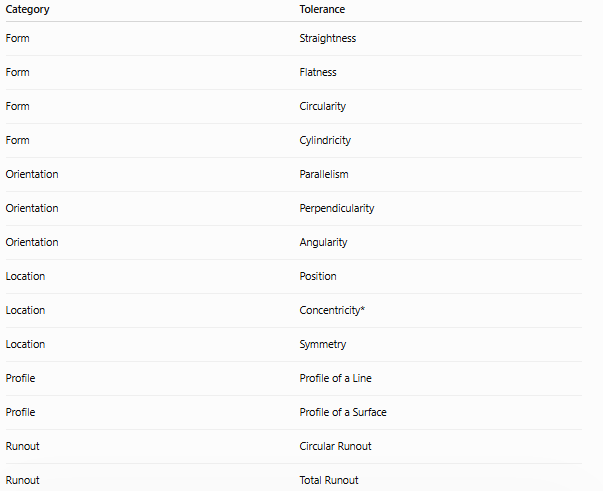 Category Tolerance
Form Straightness
Form Flatness
Form Circularity
Form Cylindricity
Orientation Parallelism
Orientation Perpendicularity
Orientation Angularity
Location Position
Location Concentricity*
Location Symmetry
Profile Profile of a Line
Profile Profile of a Surface
Runout Circular Runout
Runout Total Runout